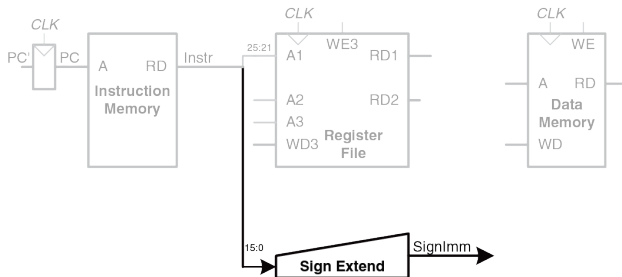 CLK
CLK
CLK
PC'
PC
A
RD
Instr
25:21
A1
WE3
RD1
WE
Instruction
Memory
A2
RD2
A3
WD3
Register
File
A
RD
Data
Memory
WD
15:0
Sign Extend
SignImm